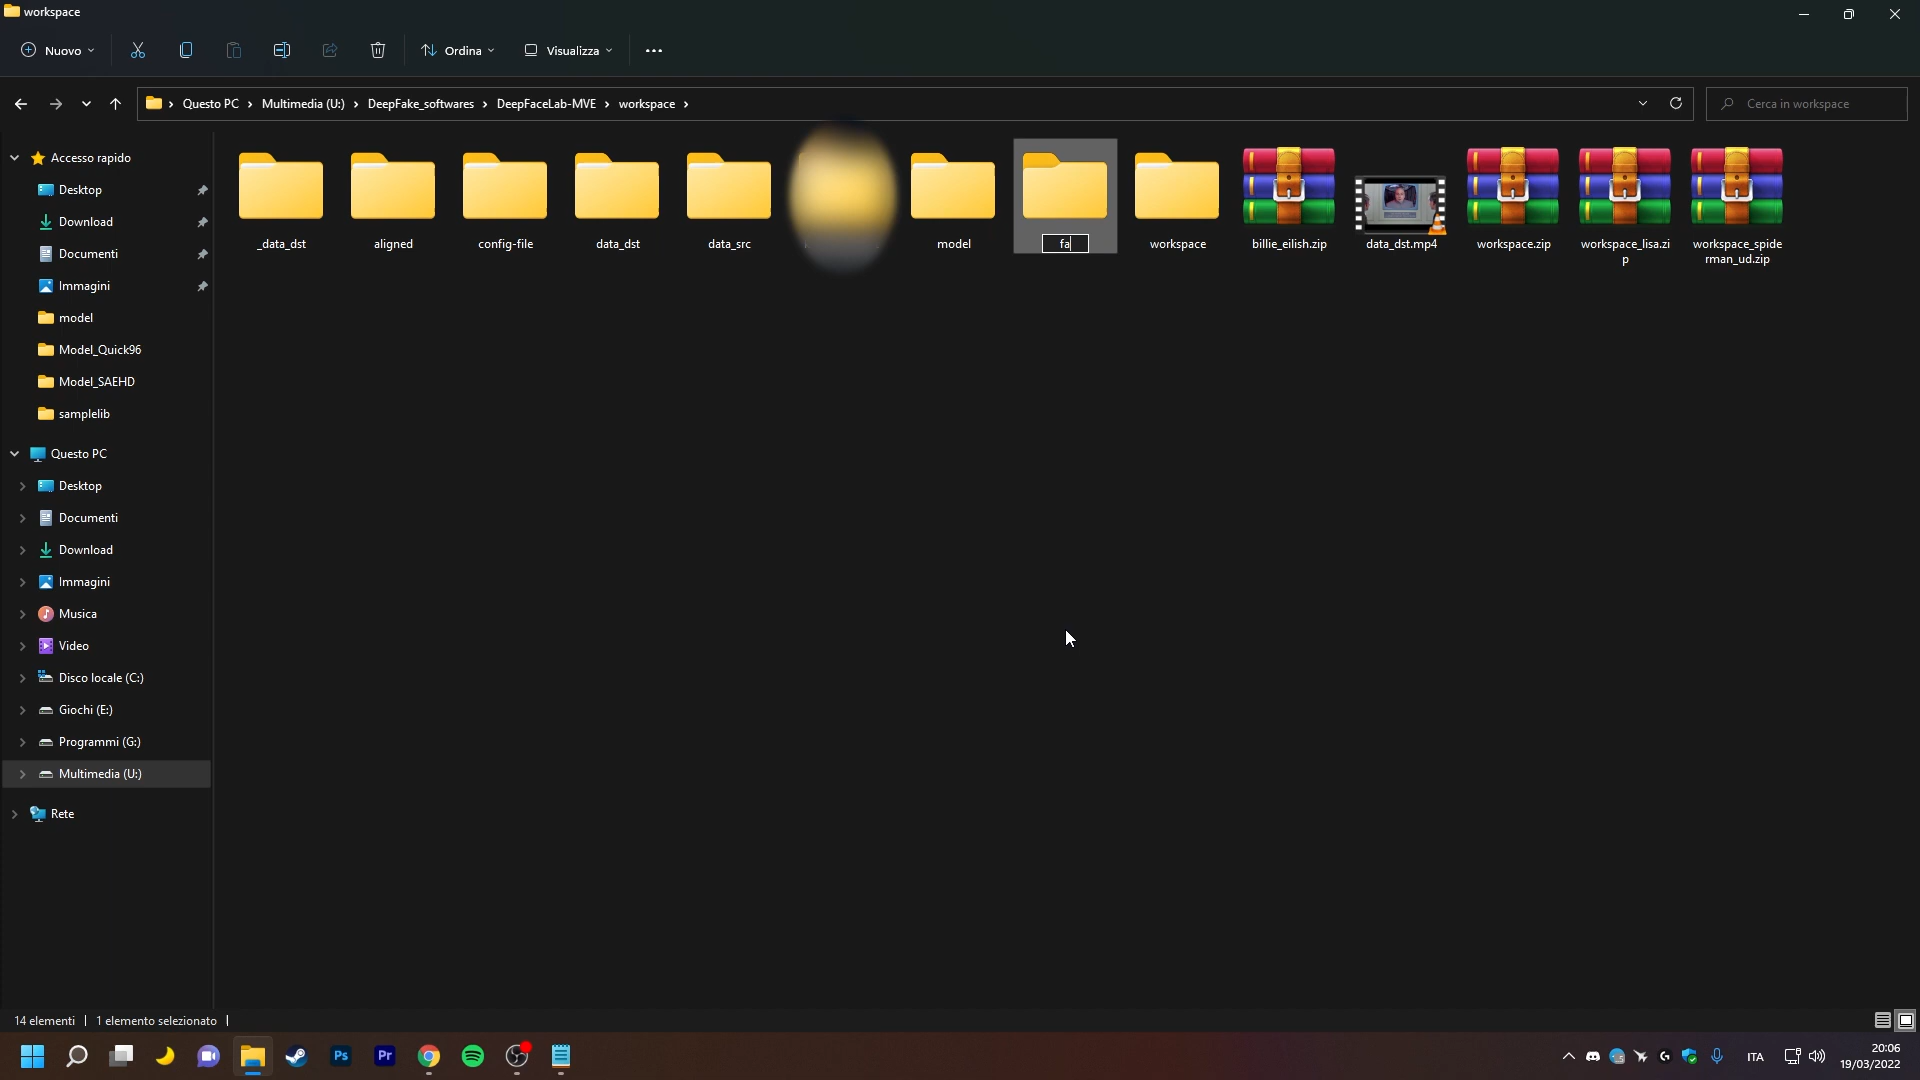 workspace
Nuovo
Ordina
Visualizza
Questo PC
Multimedia (U:)
DeepFake_softwares
DeepFaceLab-MVE
workspace
Cerca in workspace
Accesso rapido
Desktop
Download
Documenti
Immagini
model
Model_Quick96
Model_SAEHD
samplelib
Questo PC
Desktop
Documenti
Download
Immagini
Musica
Video
Disco locale (C:)
Giochi (E:)
Programmi (G:)
Multimedia (U:)
Rete
_data_dst
aligned
config-file
data_dst
data_src
model
fa
workspace
billie_eilish.zip
data_dst.mp4
workspace.zip
workspace_lisa.zi
p
workspace_spide
rman_ud.zip
14 elementi
1 elemento selezionato
Ps
Pr
ITA
20:06
19/03/2022